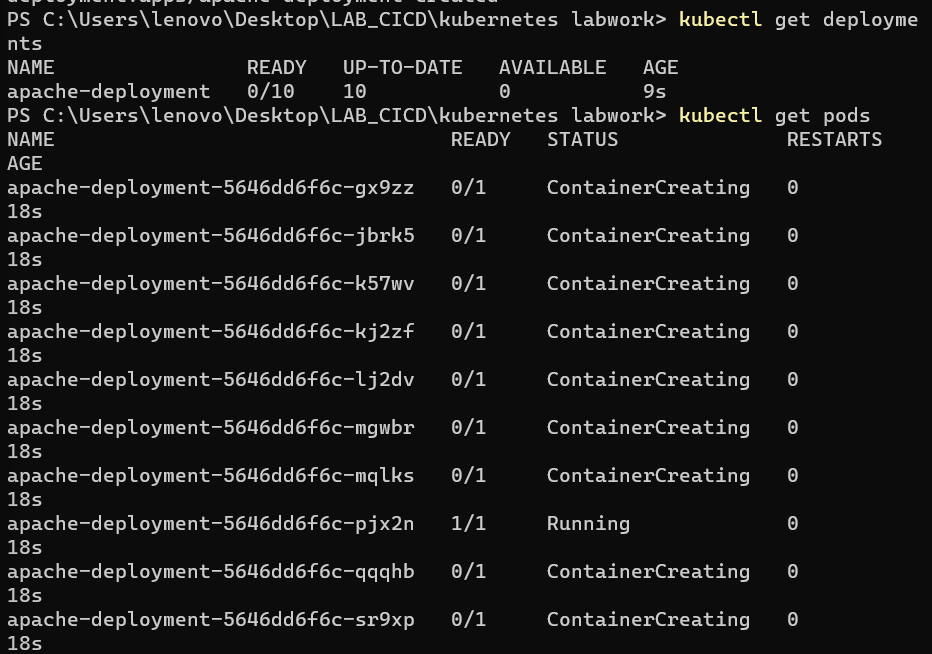 deployment.apps/apache-deployment created
PS C:\Users\lenovo\Desktop\LAB_CICD\kubernetes labwork> kubectl get deployme
nts
NAME                READY   UP-TO-DATE   AVAILABLE   AGE
apache-deployment   0/10    10           0           9s
PS C:\Users\lenovo\Desktop\LAB_CICD\kubernetes labwork> kubectl get pods
NAME                                 READY   STATUS              RESTARTS
AGE
apache-deployment-5646dd6f6c-gx9zz   0/1     ContainerCreating   0
18s
apache-deployment-5646dd6f6c-jbrk5   0/1     ContainerCreating   0
18s
apache-deployment-5646dd6f6c-k57wv   0/1     ContainerCreating   0
18s
apache-deployment-5646dd6f6c-kj2zf   0/1     ContainerCreating   0
18s
apache-deployment-5646dd6f6c-lj2dv   0/1     ContainerCreating   0
18s
apache-deployment-5646dd6f6c-mgwbr   0/1     ContainerCreating   0
18s
apache-deployment-5646dd6f6c-mqlks   0/1     ContainerCreating   0
18s
apache-deployment-5646dd6f6c-pjx2n   1/1     Running             0
18s
apache-deployment-5646dd6f6c-qqqhb   0/1     ContainerCreating   0
18s
apache-deployment-5646dd6f6c-sr9xp   0/1     ContainerCreating   0
18s